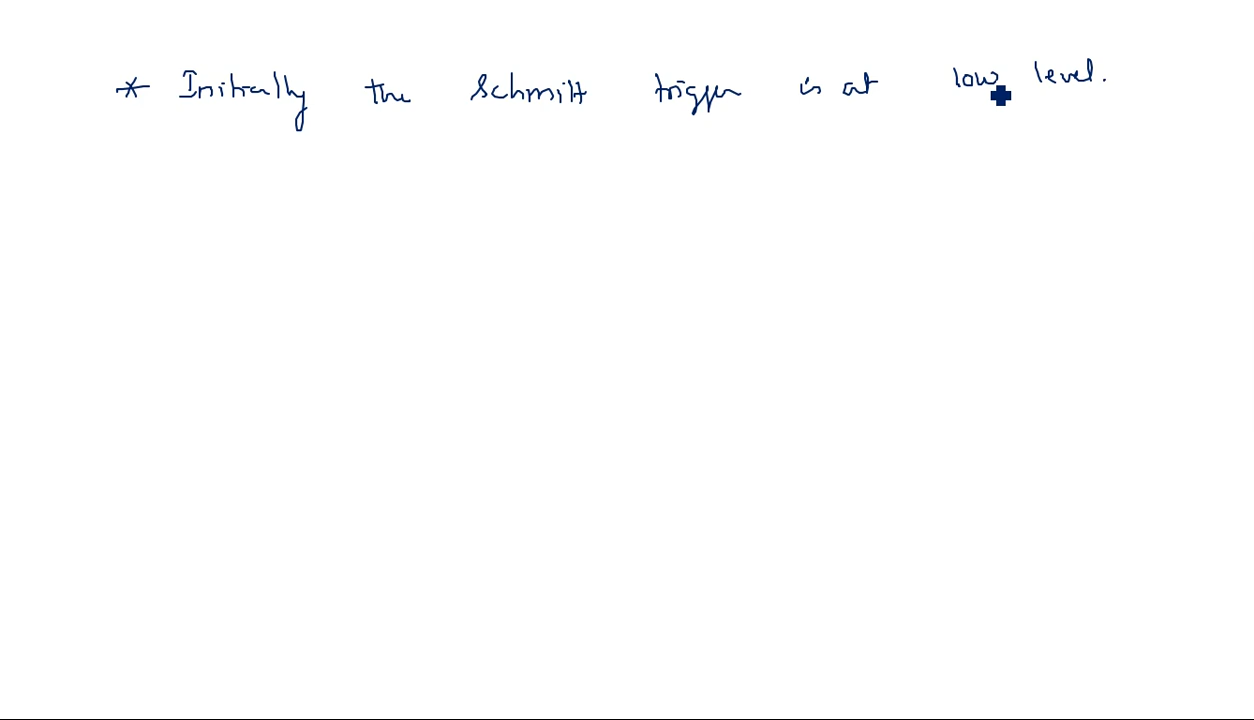 * Initially the Schmitt trigger is at low level.